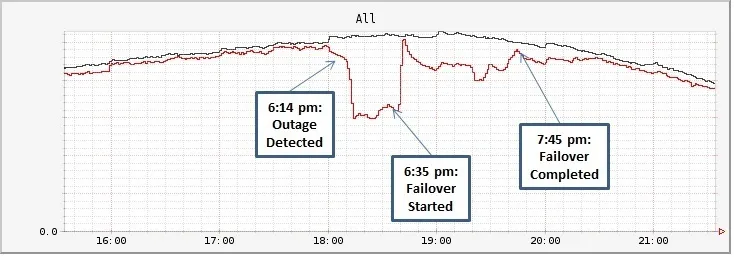 All
6:14 pm:
Outage
Detected
6:35 pm:
Failover
Started
7:45 pm:
Failover
Completed
0.0
16:00 17:00 18:00 19:00 20:00 21:00